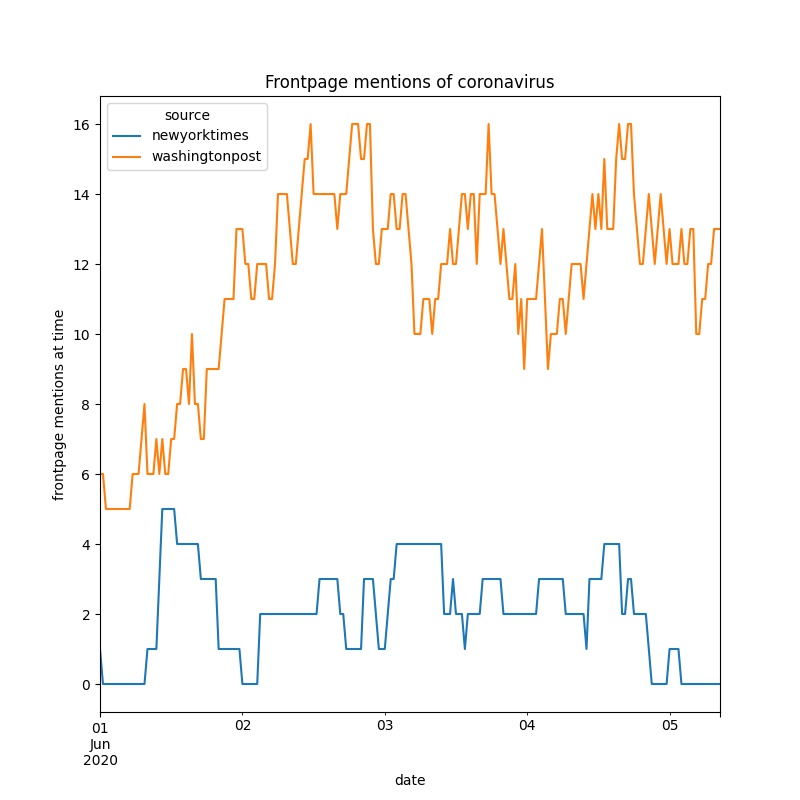 Frontpage mentions of coronavirus
source
newyorktimes
washingtonpost
16
14
12
10
8
6
4
2
0
frontpage mentions at time
01
Jun
2020
02
03
04
05
date